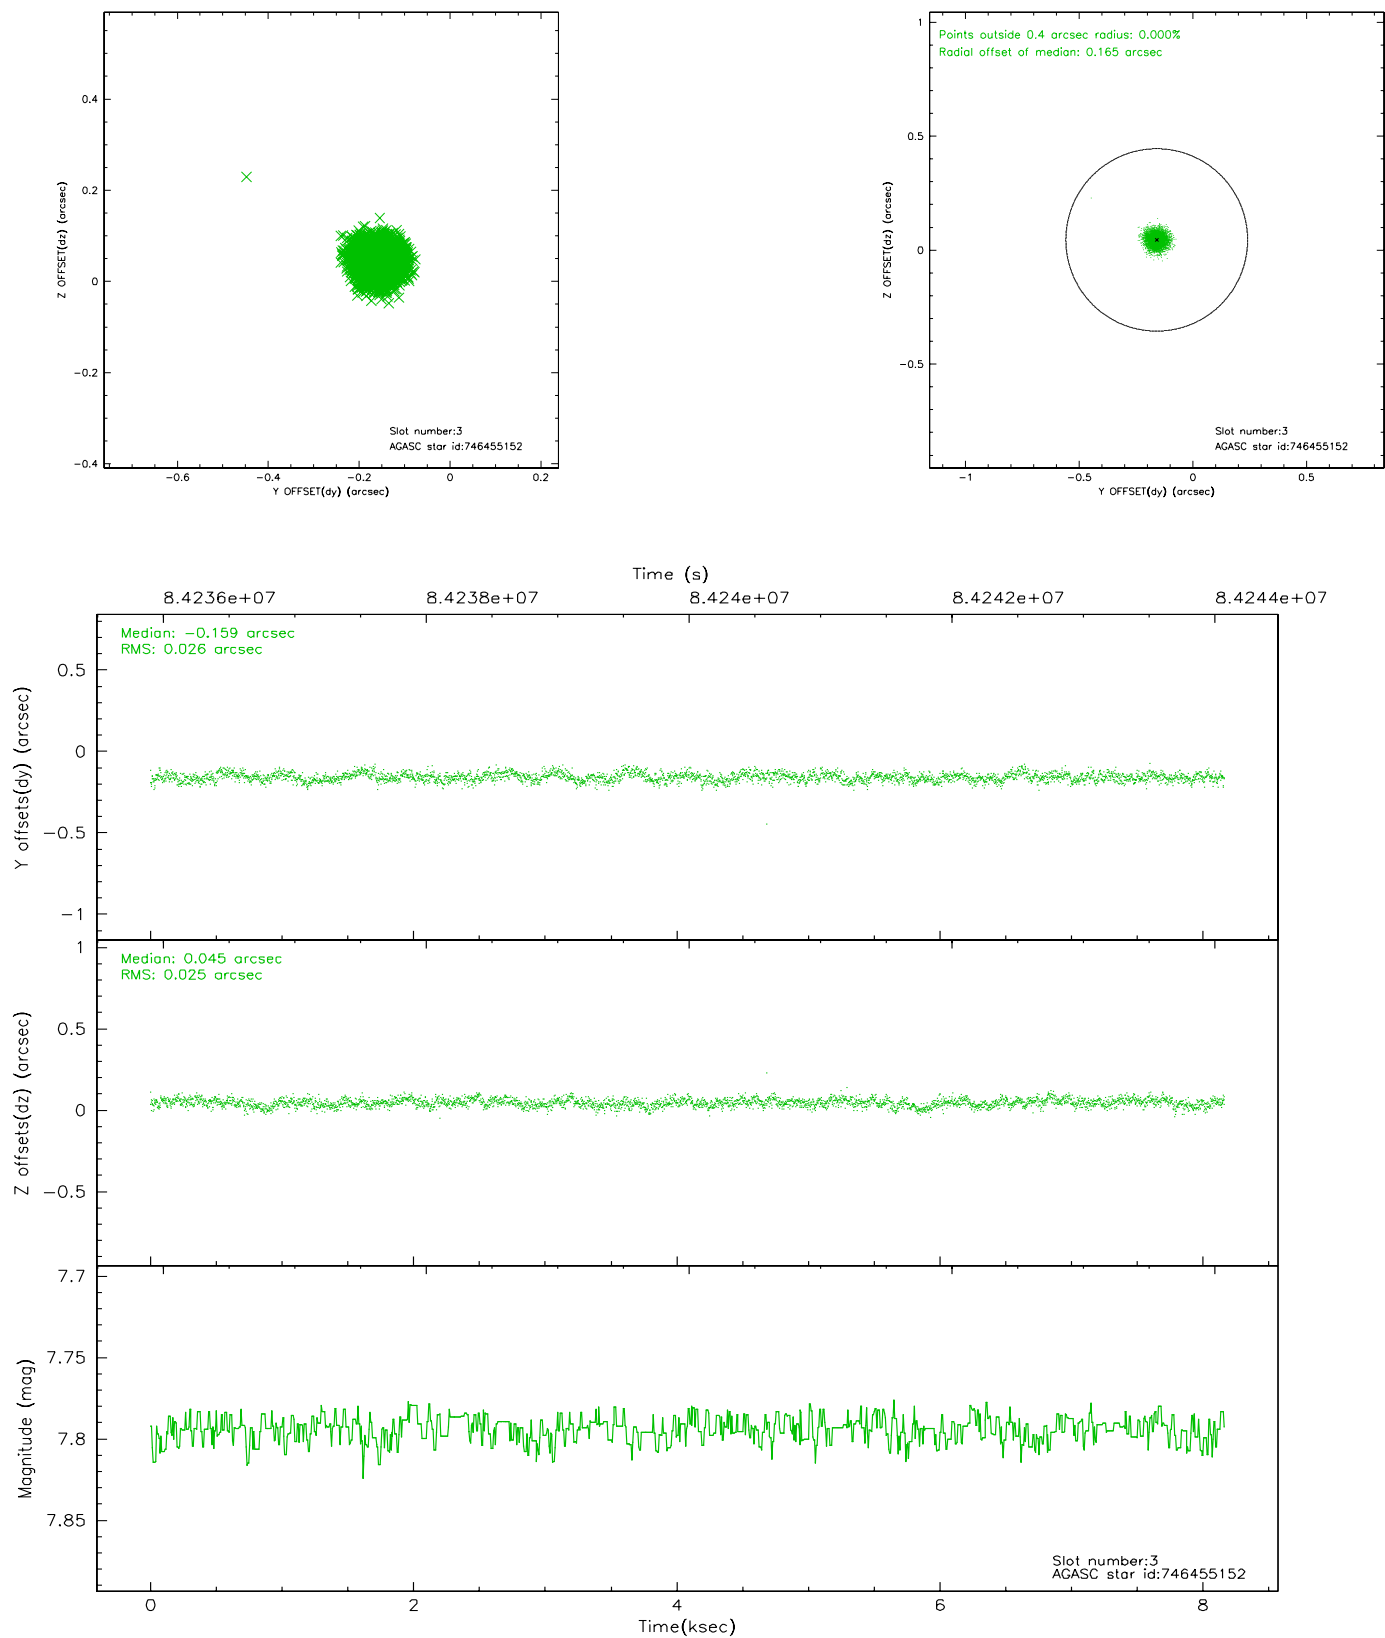 0.4
0.2
0
−0.2
−0.4
Z OFFSET(dz) (arcsec)
Slot number:3
AGASC star id:746455152
−0.6 −0.4 −0.2 0 0.2
Y OFFSET(dy) (arcsec)
Points outside 0.4 arcsec radius: 0.000%
Radial offset of median: 0.165 arcsec
1
0.5
0
−0.5
Z OFFSET(dz) (arcsec)
Slot number:3
AGASC star id:746455152
−1 −0.5 0 0.5
Y OFFSET(dy) (arcsec)
Time (s)
8.4236e+07 8.4238e+07 8.424e+07 8.4242e+07 8.4244e+07
Median: −0.159 arcsec
RMS: 0.026 arcsec
0.5
0
−0.5
−1
Y offsets(dy) (arcsec)
Median: 0.045 arcsec
RMS: 0.025 arcsec
1
0.5
0
−0.5
Z offsets(dz) (arcsec)
7.7
7.75
7.8
7.85
Magnitude (mag)
Slot number:3
AGASC star id:746455152
0 2 4 6 8
Time(ksec)